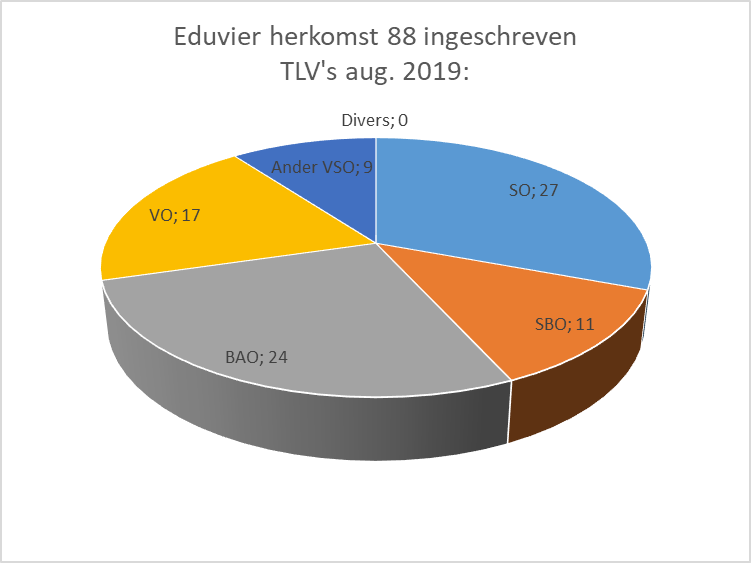 Eduvier herkomst 88 ingeschreven
TLV's aug. 2019:
Divers; 0
Ander VSO; 9
SO; 27
VO; 17
SBO; 11
BAO; 24